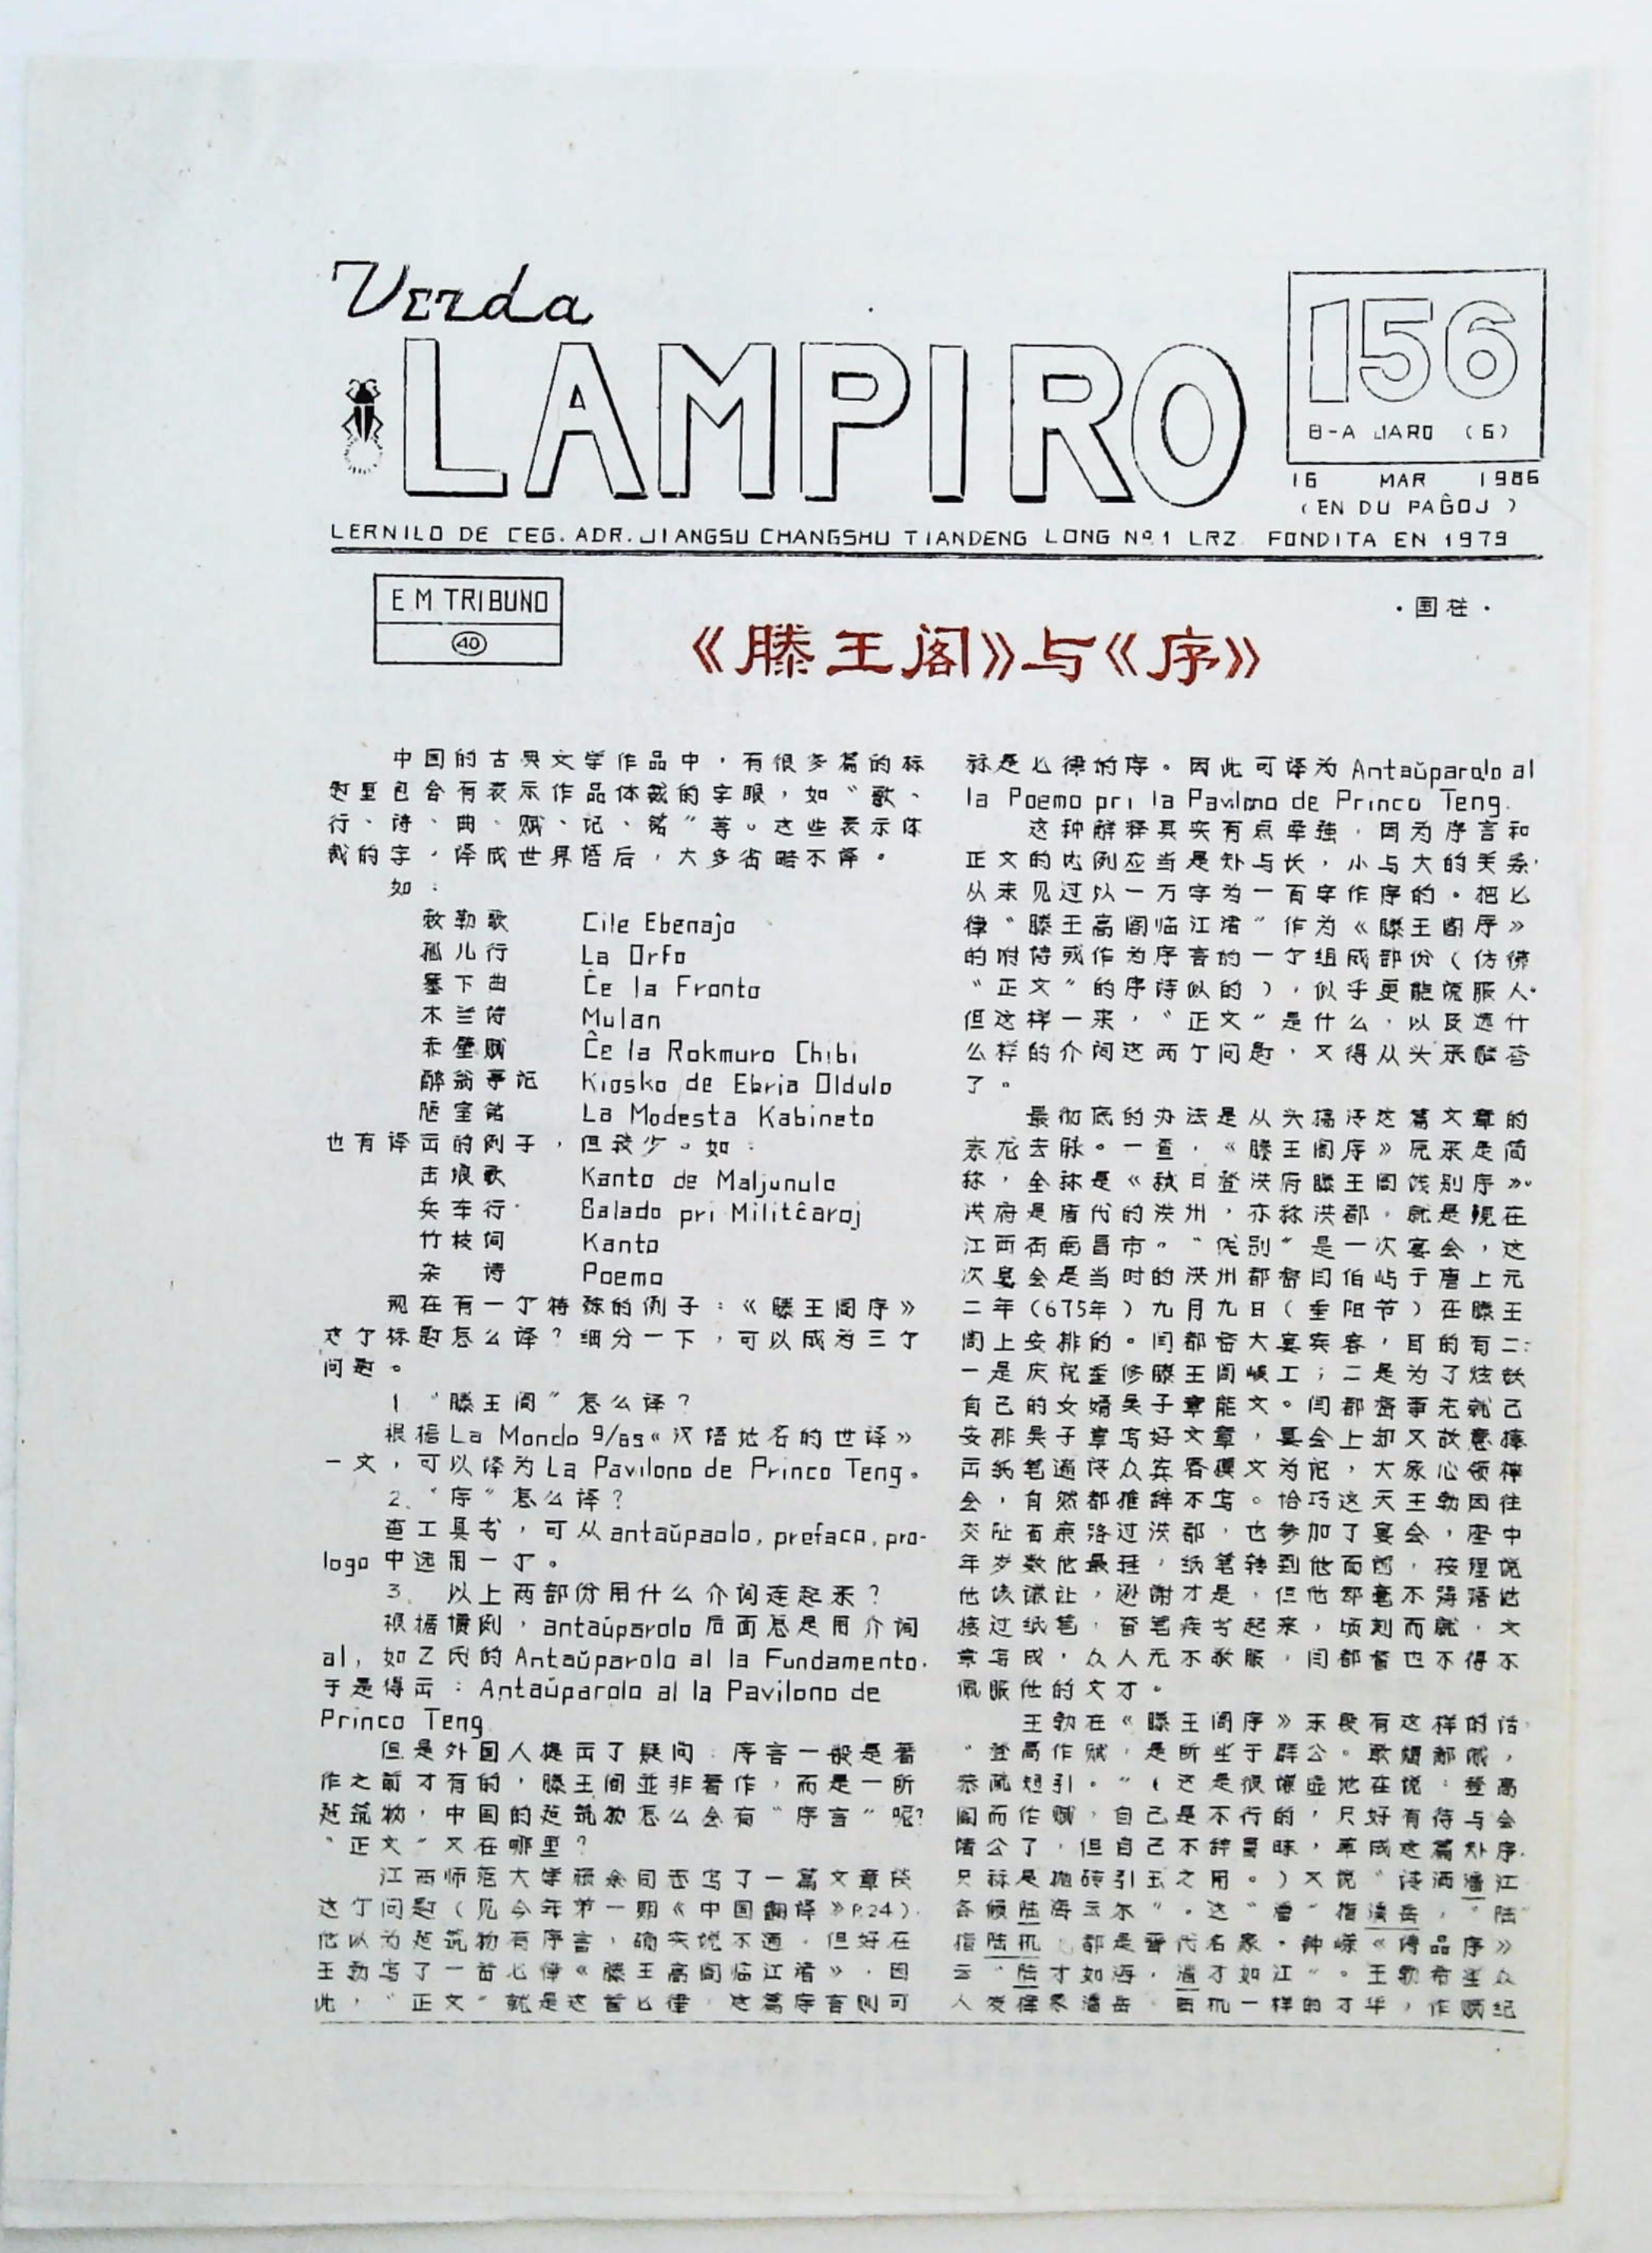 Verda
LAMPIRO
156
8-A JARO (6)
16 MAR 1986
(EN DU PAĜOJ)
LERNILO DE CEG. ADR. JIANGSU CHANGSHU TIANDENG LONG Nº.1 LRZ. FONDITA EN 1979
E M TRIBUNO
40
·国桩·
《滕王阁》与《序》
中国的古典文学作品中，有很多篇的标
题里包含有表示作品体裁的字眼，如“歌、
行、诗、曲、赋、记、铭”等。这些表示体
裁的字，译成世界语后，大多省略不译。
如：
敕勒歌 Cile Ebenaĵo
孤儿行 La Orfo
塞下曲 Ĉe la Fronto
木兰诗 Mulan
赤壁赋 Ĉe la Rokmuro Chibi
醉翁亭记 Kiosko de Ebria Oldulo
陋室铭 La Modesta Kabineto
也有译出的例子，但较少。如：
击壤歌 Kanto de Maljunulo
兵车行· Balado pri Militĉaroj
竹枝词 Kanto
杂 诗 Poemo
现在有一个特殊的例子：《滕王阁序》
这个标题怎么译？细分一下，可以成为三个
问题。
1. “滕王阁”怎么译？
根据La Mondo 9/85《汉语地名的世译》
一文，可以译为La Pavilono de Princo Teng。
2. “序”怎么译？
查工具书，可从antaŭpaolo, prefaco, pro-
logo中选用一个。
3. 以上两部份用什么介词连起来？
根据惯例，antaŭparolo后面总是用介词
al，如Z氏的Antaŭparolo al la Fundamento.
于是得出：Antaŭparolo al la Pavilono de
Princo Teng.
但是外国人提出了疑问：序言一般是著
作之前才有的，滕王阁並非著作，而是一所
建筑物，中国的建筑物怎么会有“序言”呢？
“正文”又在哪里？
江西师范大学 余同志写了一篇文章谈
这个问题（见今年第一期《中国翻译》P.24）.
他以为建筑物有序言，确实说不通，但好在
王勃写了一首七律《滕王高阁临江渚》，因
此，“正文”就是这首七律，这篇序言则可
称是七律的序。因此可译为Antaŭparolo al
la Poemo pri la Pavilono de Princo Teng.
这种解释其实有点牵强，因为序言和
正文的比例应当是短与长，小与大的关系，
从未见过以一万字为一百字作序的。把七
律“滕王高阁临江渚”作为《滕王阁序》
的附诗或作为序言的一个组成部份（仿佛
“正文”的序诗似的），似乎更能说服人。
但这样一来，“正文”是什么，以及选什
么样的介词这两个问题，又得从头来解答
了。
最彻底的办法是从头搞清这篇文章的
来龙去脉。一查，《滕王阁序》原来是简
称，全称是《秋日登洪府滕王阁饯别序》。
洪府是唐代的洪州，亦称洪都，就是现在
江西省南昌市。“饯别”是一次宴会，这
次宴会是当时的洪州都督闫伯屿于唐上元
二年（675年）九月九日（重阳节）在滕王
阁上安排的。闫都督大宴宾客，目的有二：
一是庆祝重修滕王阁竣工；二是为了炫耀
自己的女婿吴子章能文。闫都督事先就已
安排吴子章写好文章，宴会上却又故意捧
出纸笔遍请众宾客撰文为记，大家心领神
会，自然都推辞不写。恰巧这天王勃因往
交趾省亲路过洪都，也参加了宴会，座中
年岁数他最轻，纸笔转到他面前，按理说
他该谦让，逊谢才是，但他却毫不踌躇地
接过纸笔，奋笔疾书起来，顷刻而就，文
章写成，众人无不敬服，闫都督也不得不
佩服他的文才。
王勃在《滕王阁序》末段有这样的话：
“登高作赋，是所望于群公。敢竭鄙诚，
恭疏短引。”（这是很谦虚地在说：登高
阁而作赋，自己是不行的，只好有待与会
诸公了，但自己不辞冒昧，草成这篇小序，
只称是抛砖引玉之用。）又说“请洒潘江
各倾陆海云尔”。这“潘”指潘岳，“陆”
指陆机，都是晋代名家。钟嵘《诗品序》
云“陆才如海，潘才如江”。王勃希望众
人发挥象潘岳、陆机一样的才华，作赋纪